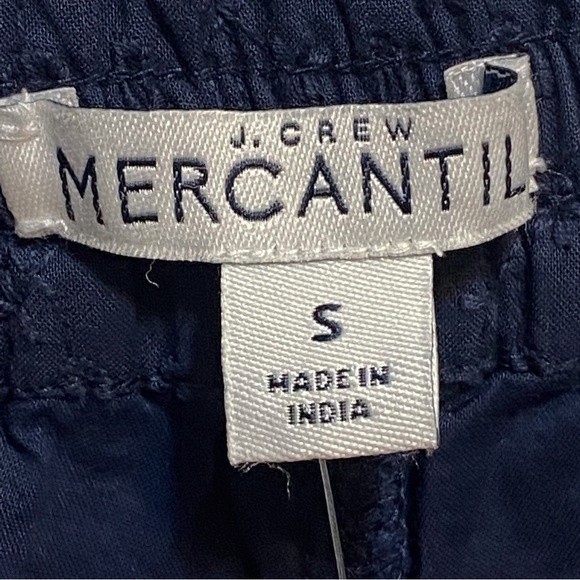 J. CREW
MERCANTIL
S
MADE IN
INDIA